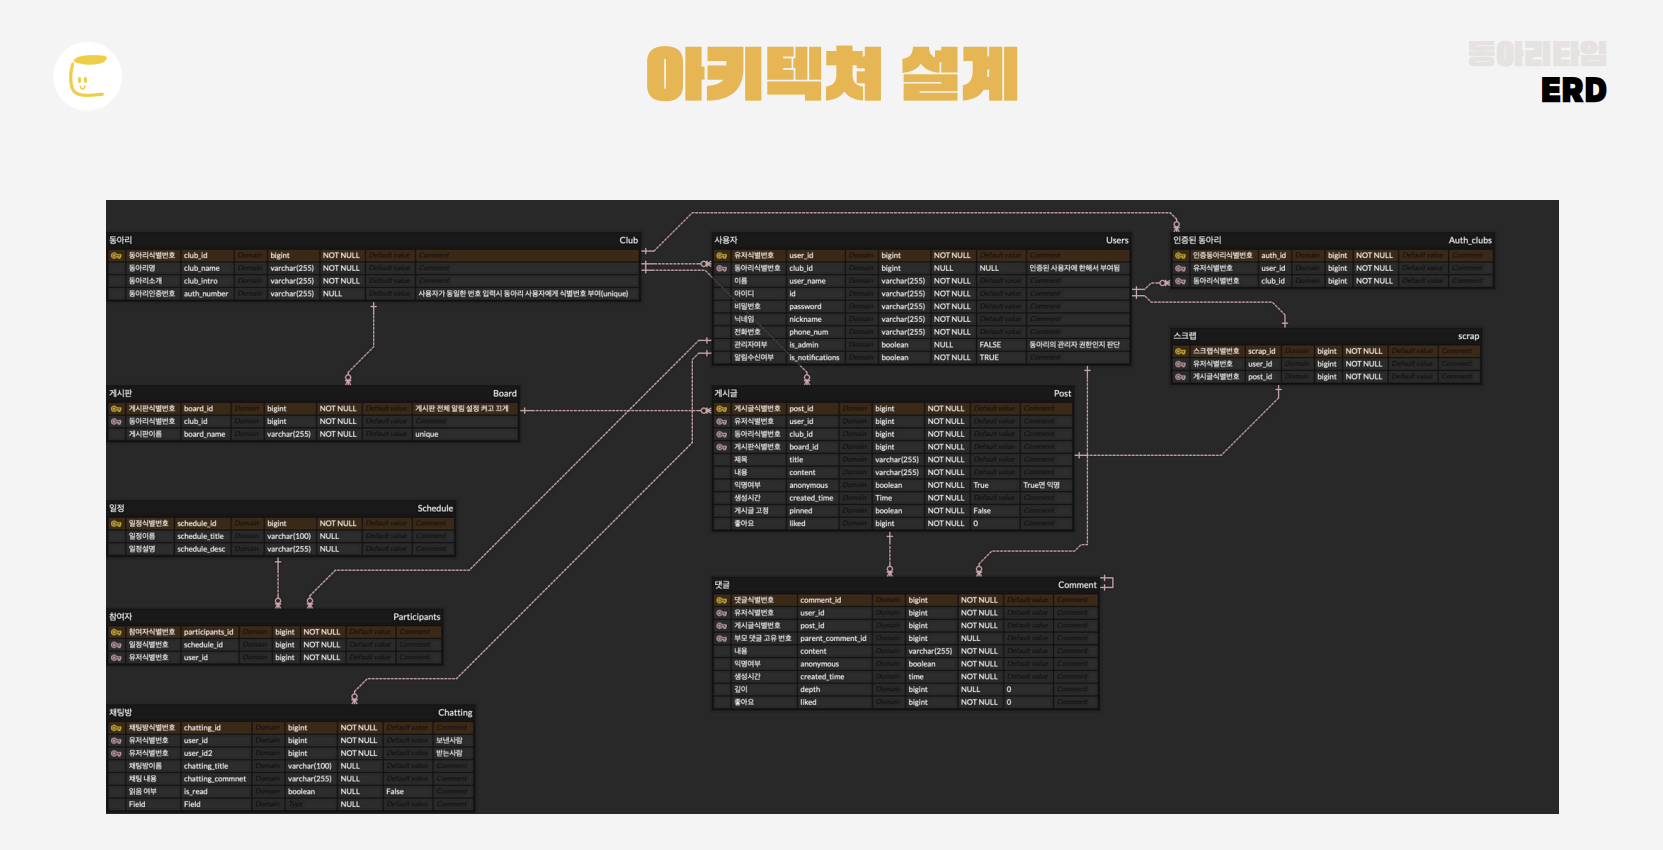 아키텍쳐 설계
동아리타임
ERD
동아리 Club
동아리식별번호 club_id Domain bigint NOT NULL Default value Comment
동아리명 club_name Domain varchar(255) NOT NULL Default value Comment
동아리소개 club_intro Domain varchar(255) NOT NULL Default value Comment
동아리인증번호 auth_number Domain varchar(255) NULL Default value 사용자가 동일한 번호 입력시 동아리 사용자에게 식별번호 부여(unique)
사용자 Users
유저식별번호 user_id Domain bigint NOT NULL Default value Comment
동아리식별번호 club_id Domain bigint NULL NULL 인증된 사용자에 한해서 부여됨
이름 user_name Domain varchar(255) NOT NULL Default value Comment
아이디 id Domain varchar(255) NOT NULL Default value Comment
비밀번호 password Domain varchar(255) NOT NULL Default value Comment
닉네임 nickname Domain varchar(255) NOT NULL Default value Comment
전화번호 phone_num Domain varchar(255) NOT NULL Default value Comment
관리자여부 is_admin Domain boolean NULL FALSE 동아리의 관리자 권한인지 판단
알림수신여부 is_notifications Domain boolean NOT NULL TRUE Comment
인증된 동아리 Auth_clubs
인증동아리식별번호 auth_id Domain bigint NOT NULL Default value Comment
유저식별번호 user_id Domain bigint NOT NULL Default value Comment
동아리식별번호 club_id Domain bigint NOT NULL Default value Comment
스크랩 scrap
스크랩식별번호 scrap_id Domain bigint NOT NULL Default value Comment
유저식별번호 user_id Domain bigint NOT NULL Default value Comment
게시글식별번호 post_id Domain bigint NOT NULL Default value Comment
게시판 Board
게시판식별번호 board_id Domain bigint NOT NULL Default value 게시판 전체 알림 설정 켜고 끄게
동아리식별번호 club_id Domain bigint NOT NULL Default value Comment
게시판이름 board_name Domain varchar(255) NOT NULL Default value unique
게시글 Post
게시글식별번호 post_id Domain bigint NOT NULL Default value Comment
유저식별번호 user_id Domain bigint NOT NULL Default value Comment
동아리식별번호 club_id Domain bigint NOT NULL Default value Comment
게시판식별번호 board_id Domain bigint NOT NULL Default value Comment
제목 title Domain varchar(255) NOT NULL Default value Comment
내용 content Domain varchar(255) NOT NULL Default value Comment
익명여부 anonymous Domain boolean NOT NULL True True면 익명
생성시간 created_time Domain Time NOT NULL Default value Comment
게시글 고정 pinned Domain boolean NOT NULL False Comment
좋아요 liked Domain bigint NOT NULL 0 Comment
일정 Schedule
일정식별번호 schedule_id Domain bigint NOT NULL Default value Comment
일정이름 schedule_title Domain varchar(100) NULL Default value Comment
일정설명 schedule_desc Domain varchar(255) NULL Default value Comment
참여자 Participants
참여자식별번호 participants_id Domain bigint NOT NULL Default value Comment
일정식별번호 schedule_id Domain bigint NOT NULL Default value Comment
유저식별번호 user_id Domain bigint NOT NULL Default value Comment
댓글 Comment
댓글식별번호 comment_id Domain bigint NOT NULL Default value Comment
유저식별번호 user_id Domain bigint NOT NULL Default value Comment
게시글식별번호 post_id Domain bigint NOT NULL Default value Comment
부모 댓글 고유 번호 parent_comment_id Domain bigint NULL Default value Comment
내용 content Domain varchar(255) NOT NULL Default value Comment
익명여부 anonymous Domain boolean NOT NULL Default value Comment
생성시간 created_time Domain time NOT NULL Default value Comment
깊이 depth Domain bigint NULL 0 Comment
좋아요 liked Domain bigint NOT NULL 0 Comment
채팅방 Chatting
채팅방식별번호 chatting_id Domain bigint NOT NULL Default value Comment
유저식별번호 user_id Domain bigint NOT NULL Default value 보낸사람
유저식별번호 user_id2 Domain bigint NOT NULL Default value 받는사람
채팅방이름 chatting_title Domain varchar(100) NULL Default value Comment
채팅 내용 chatting_commnet Domain varchar(255) NULL Default value Comment
읽음 여부 is_read Domain boolean NULL False Comment
Field Field Domain Type NULL Default value Comment